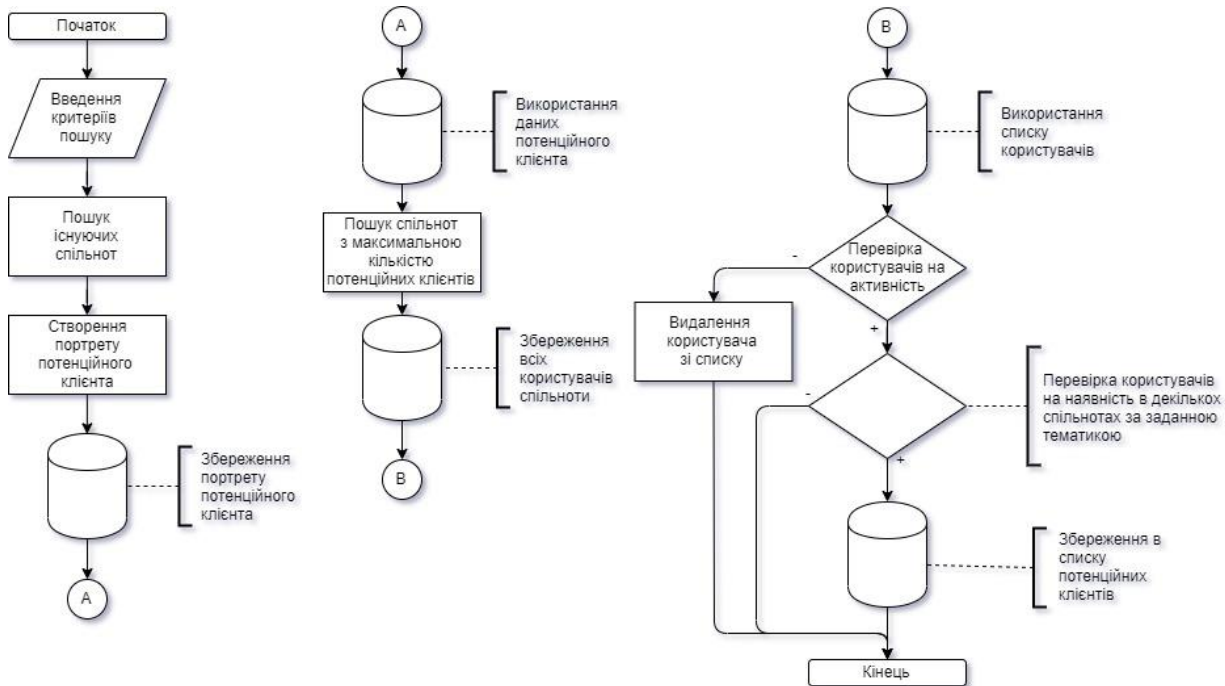 Початок
Введення
критеріїв
пошуку
Пошук
існуючих
спільнот
Створення
портрету
потенційного
клієнта
Збереження
портрету
потенційного
клієнта
A
A
Використання
даних
потенційного
клієнта
Пошук спільнот
з максимальною
кількістю
потенційних клієнтів
Збереження
всіх
користувачів
спільноти
B
B
Використання
списку
користувачів
Перевірка
користувачів на
активність
-
+
Видалення
користувача
зі списку
-
+
Перевірка користувачів
на наявність в декількох
спільнотах за заданною
тематикою
Збереження в
списку
потенційних
клієнтів
Кінець